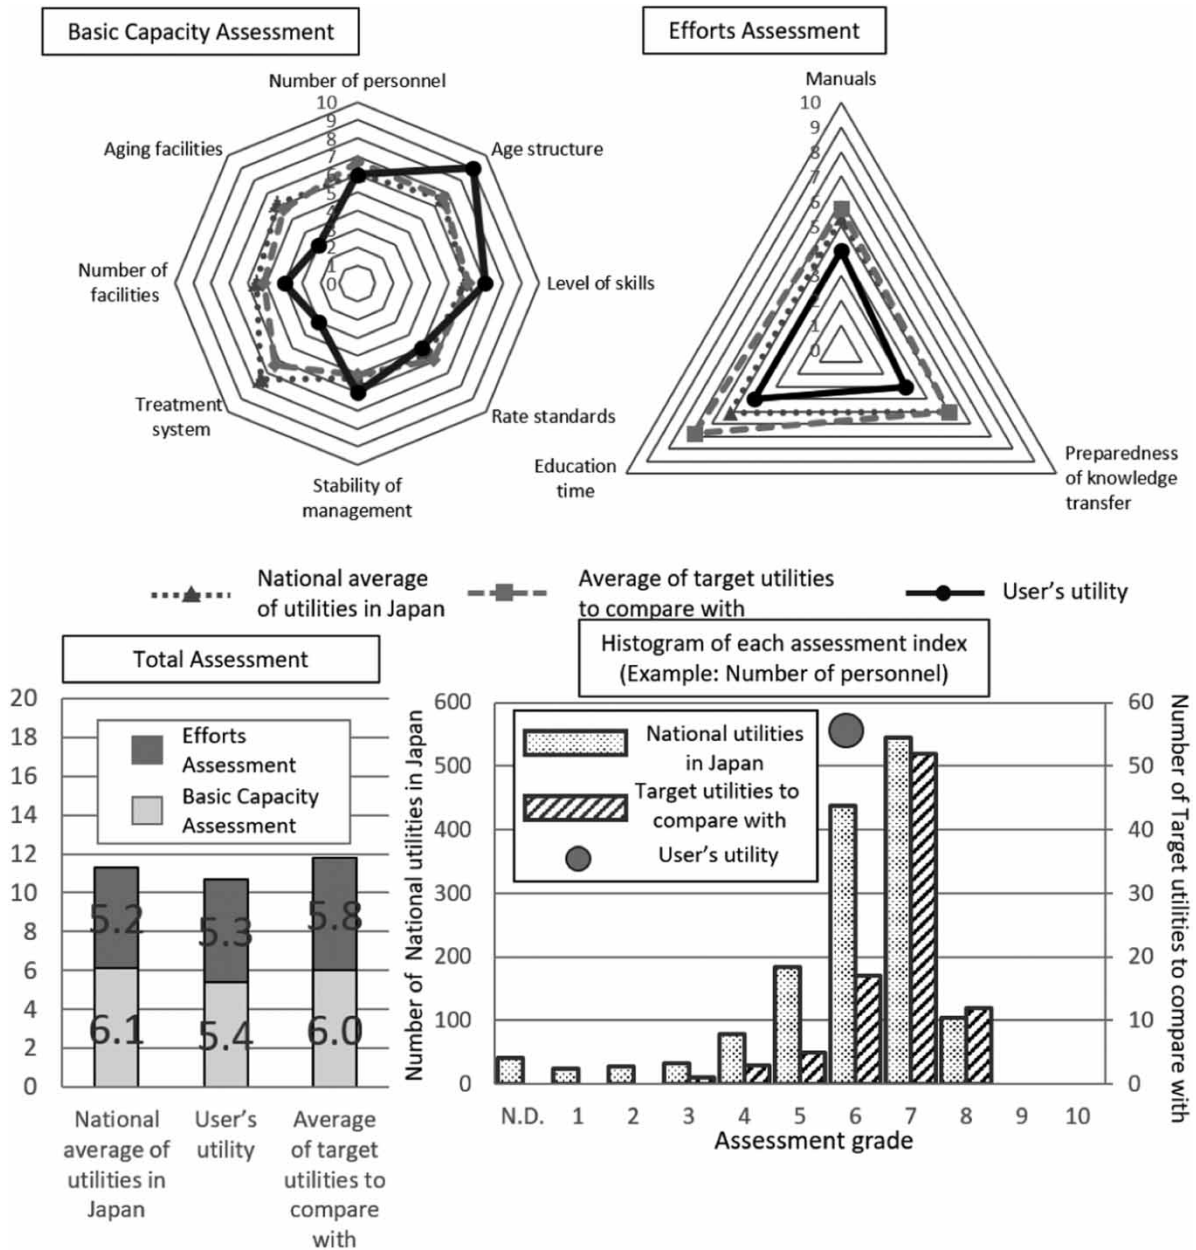 Basic Capacity Assessment
Efforts Assessment
Number of personnel
10
9
8
7
5
4
3
2
1
0
Aging facilities
Age structure
Number of
facilities
Level of skills
Treatment
system
Rate standards
Stability of
management
Manuals
10
9
8
7
6
5
3
2
1
0
Education
time
Preparedness
of knowledge
transfer
National average
of utilities in Japan
Average of target utilities
to compare with
User's utility
Total Assessment
20
18
16
14
12
10
8
6
4
2
0
Efforts
Assessment
Basic Capacity
Assessment
5.2
5.3
5.8
6.1
5.4
6.0
National
average of
utilities in
Japan
User's
utility
Average
of target
utilities to
compare
with
Histogram of each assessment index
(Example: Number of personnel)
Number of National utilities in Japan
600
500
400
300
200
100
0
National utilities
in Japan
Target utilities to
compare with
User's utility
60
50
40
30
20
10
0
Number of Target utilities to compare with
N.D. 1 2 3 4 5 6 7 8 9 10
Assessment grade